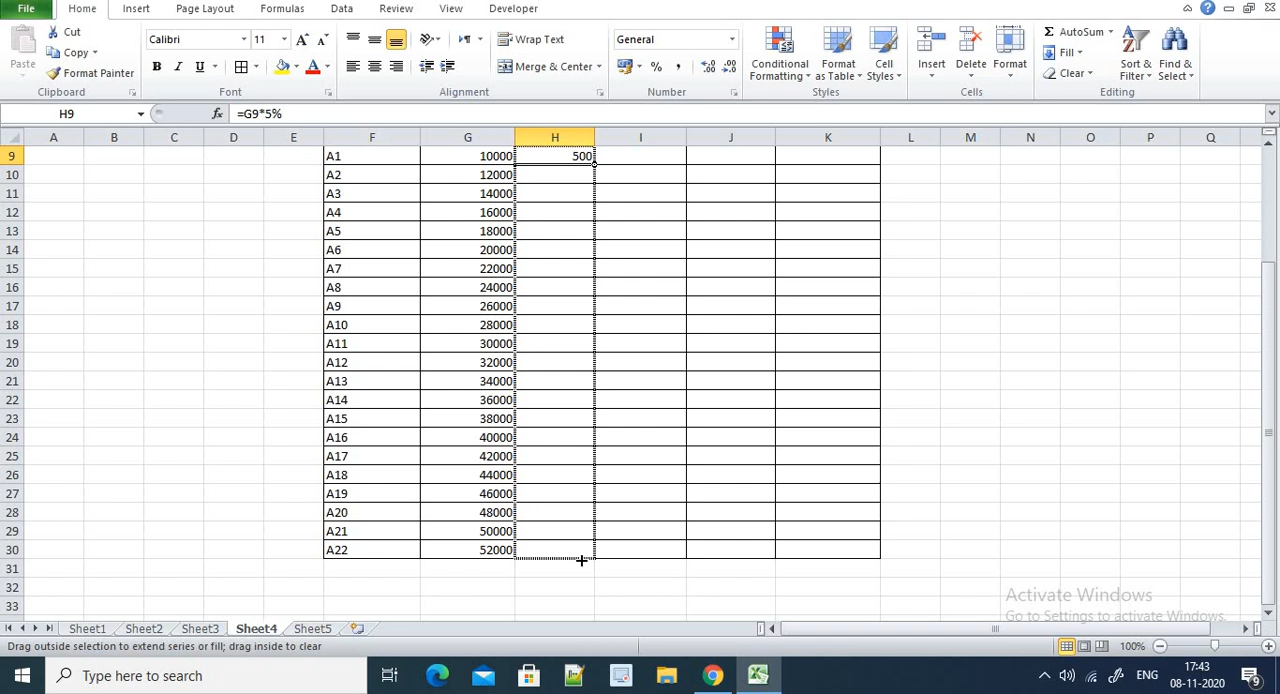 File Home Insert Page Layout Formulas Data Review View Developer
Cut
Copy
Format Painter
Paste
Clipboard
Calibri 11
Font
Wrap Text
Merge & Center
Alignment
General
Number
Conditional Formatting
Format as Table
Cell Styles
Styles
Insert Delete Format
Cells
AutoSum
Fill
Clear
Sort & Filter
Find & Select
Editing
H9 fx =G9*5%
A B C D E F G H I J K L M N O P Q
9 A1 10000 500
10 A2 12000
11 A3 14000
12 A4 16000
13 A5 18000
14 A6 20000
15 A7 22000
16 A8 24000
17 A9 26000
18 A10 28000
19 A11 30000
20 A12 32000
21 A13 34000
22 A14 36000
23 A15 38000
24 A16 40000
25 A17 42000
26 A18 44000
27 A19 46000
28 A20 48000
29 A21 50000
30 A22 52000
31
32
33
Activate Windows
Go to Settings to activate Windows.
Sheet1 Sheet2 Sheet3 Sheet4 Sheet5
Drag outside selection to extend series or fill; drag inside to clear 100%
Type here to search
ENG
17:43
08-11-2020
9